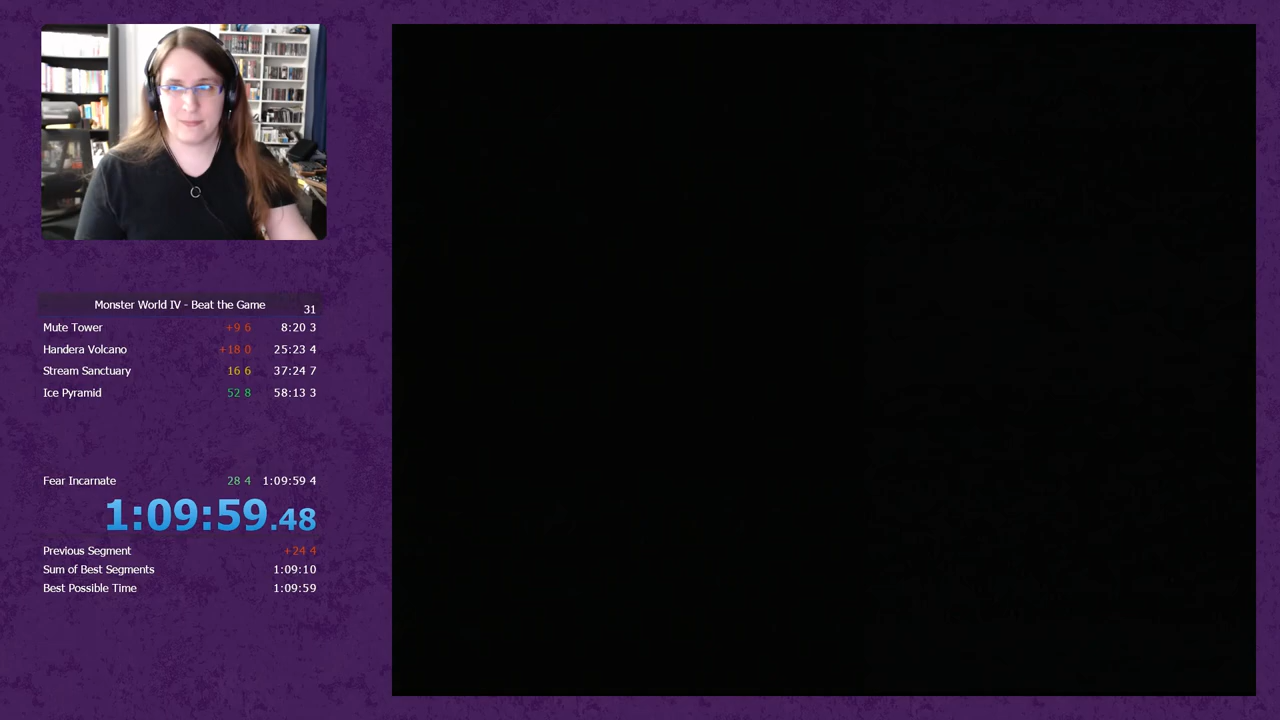 Monster World IV - Beat the Game
31
Mute Tower +9 6 8:20 3
Handera Volcano +18 0 25:23 4
Stream Sanctuary 16 6 37:24 7
Ice Pyramid 52 8 58:13 3
Fear Incarnate 28 4 1:09:59 4
1:09:59.48
Previous Segment +24 4
Sum of Best Segments 1:09:10
Best Possible Time 1:09:59